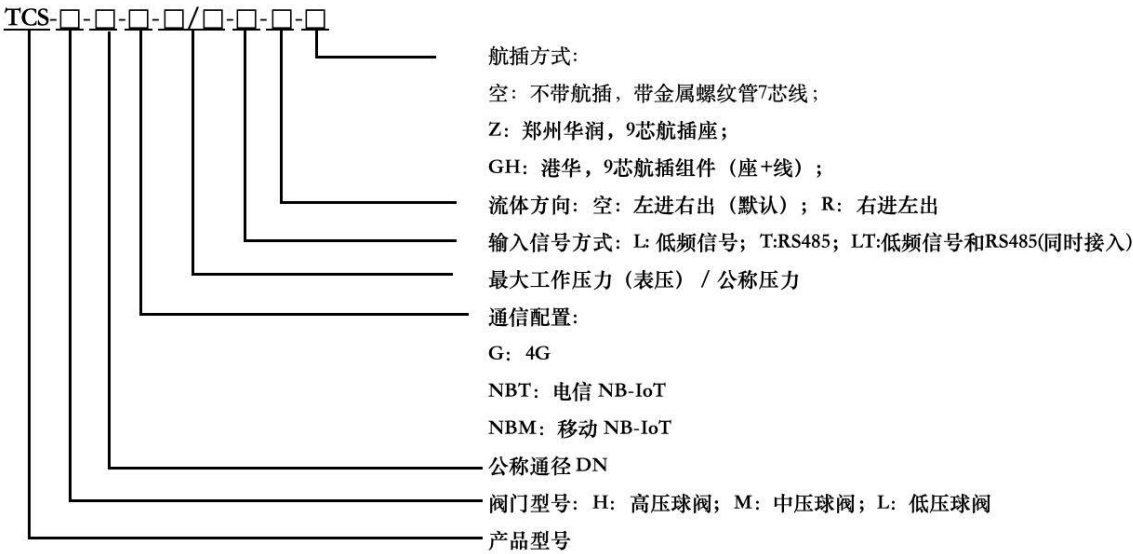 TCS-□-□-□-□/□-□-□-□
航插方式：
空：不带航插，带金属螺纹管7芯线；
Z：郑州华润，9芯航插座；
GH：港华，9芯航插组件（座+线）；
流体方向：空：左进右出（默认）；R：右进左出
输入信号方式：L: 低频信号；T:RS485；LT:低频信号和RS485(同时接入)
最大工作压力（表压）/ 公称压力
通信配置：
G：4G
NBT：电信 NB-IoT
NBM：移动 NB-IoT
公称通径 DN
阀门型号：H：高压球阀；M：中压球阀；L：低压球阀
产品型号